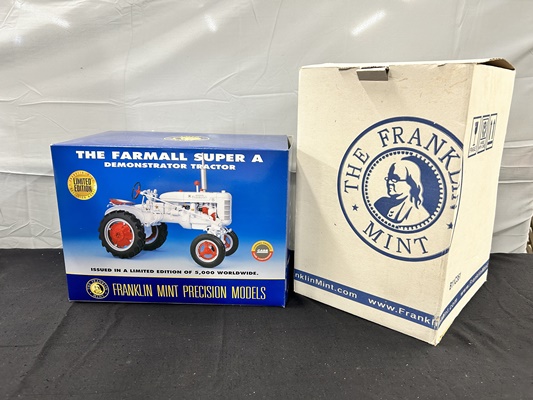 THE FARMALL SUPER A
DEMONSTRATOR TRACTOR
LIMITED
EDITION
ISSUED IN A LIMITED EDITION OF 5,000 WORLDWIDE.
FRANKLIN MINT PRECISION MODELS
THE FRANKLIN
MINT
nklinMint.com
www.Frankl